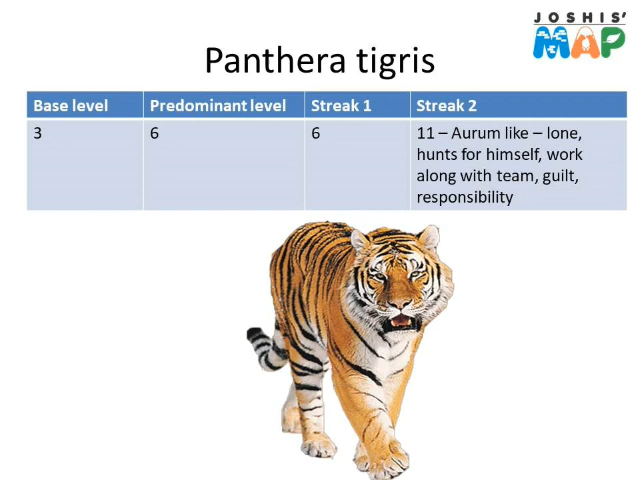 JOSHIS'
MAP
Panthera tigris
Base level
Predominant level
Streak 1
Streak 2
3
6
6
11 – Aurum like – lone,
hunts for himself, work
along with team, guilt,
responsibility